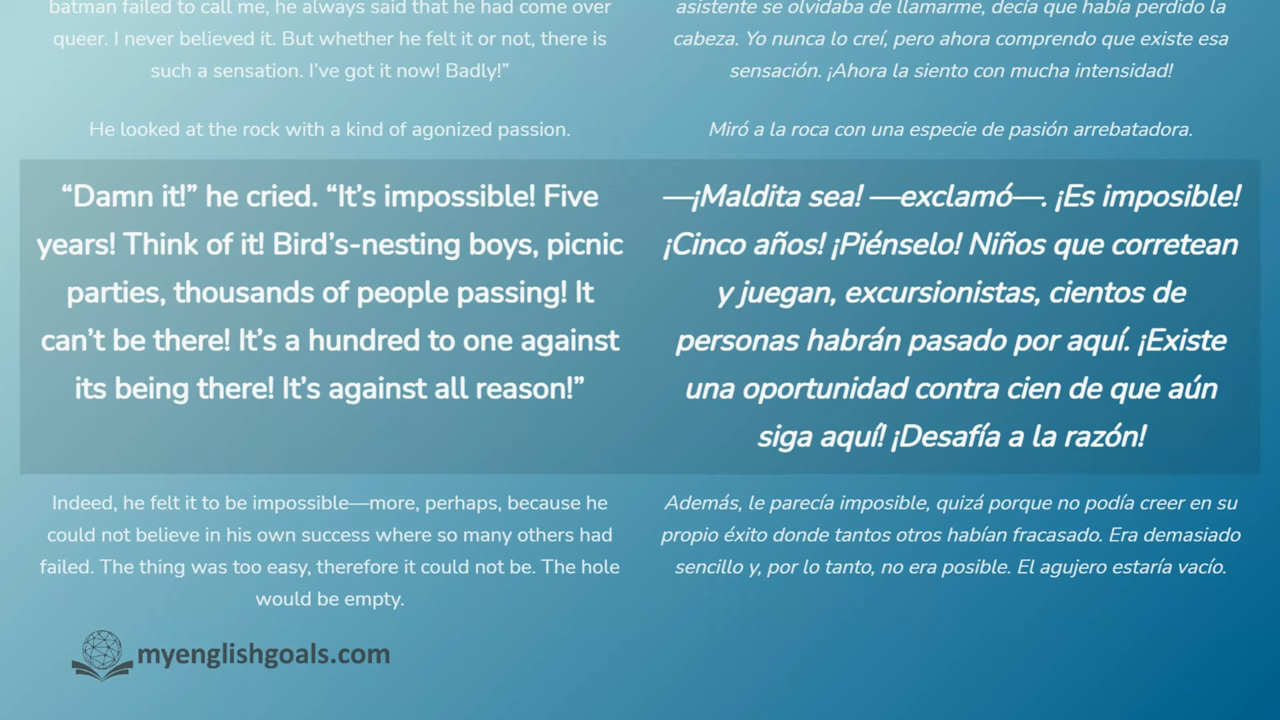 batman failed to call me, he always said that he had come over
queer. I never believed it. But whether he felt it or not, there is
such a sensation. I’ve got it now! Badly!”
He looked at the rock with a kind of agonized passion.
“Damn it!” he cried. “It’s impossible! Five
years! Think of it! Bird’s-nesting boys, picnic
parties, thousands of people passing! It
can’t be there! It’s a hundred to one against
its being there! It’s against all reason!”
Indeed, he felt it to be impossible—more, perhaps, because he
could not believe in his own success where so many others had
failed. The thing was too easy, therefore it could not be. The hole
would be empty.
asistente se olvidaba de llamarme, decía que había perdido la
cabeza. Yo nunca lo creí, pero ahora comprendo que existe esa
sensación. ¡Ahora la siento con mucha intensidad!
Miró a la roca con una especie de pasión arrebatadora.
—¡Maldita sea! —exclamó—. ¡Es imposible!
¡Cinco años! ¡Piénselo! Niños que corretean
y juegan, excursionistas, cientos de
personas habrán pasado por aquí. ¡Existe
una oportunidad contra cien de que aún
siga aquí! ¡Desafía a la razón!
Además, le parecía imposible, quizá porque no podía creer en su
propio éxito donde tantos otros habían fracasado. Era demasiado
sencillo y, por lo tanto, no era posible. El agujero estaría vacío.
myenglishgoals.com